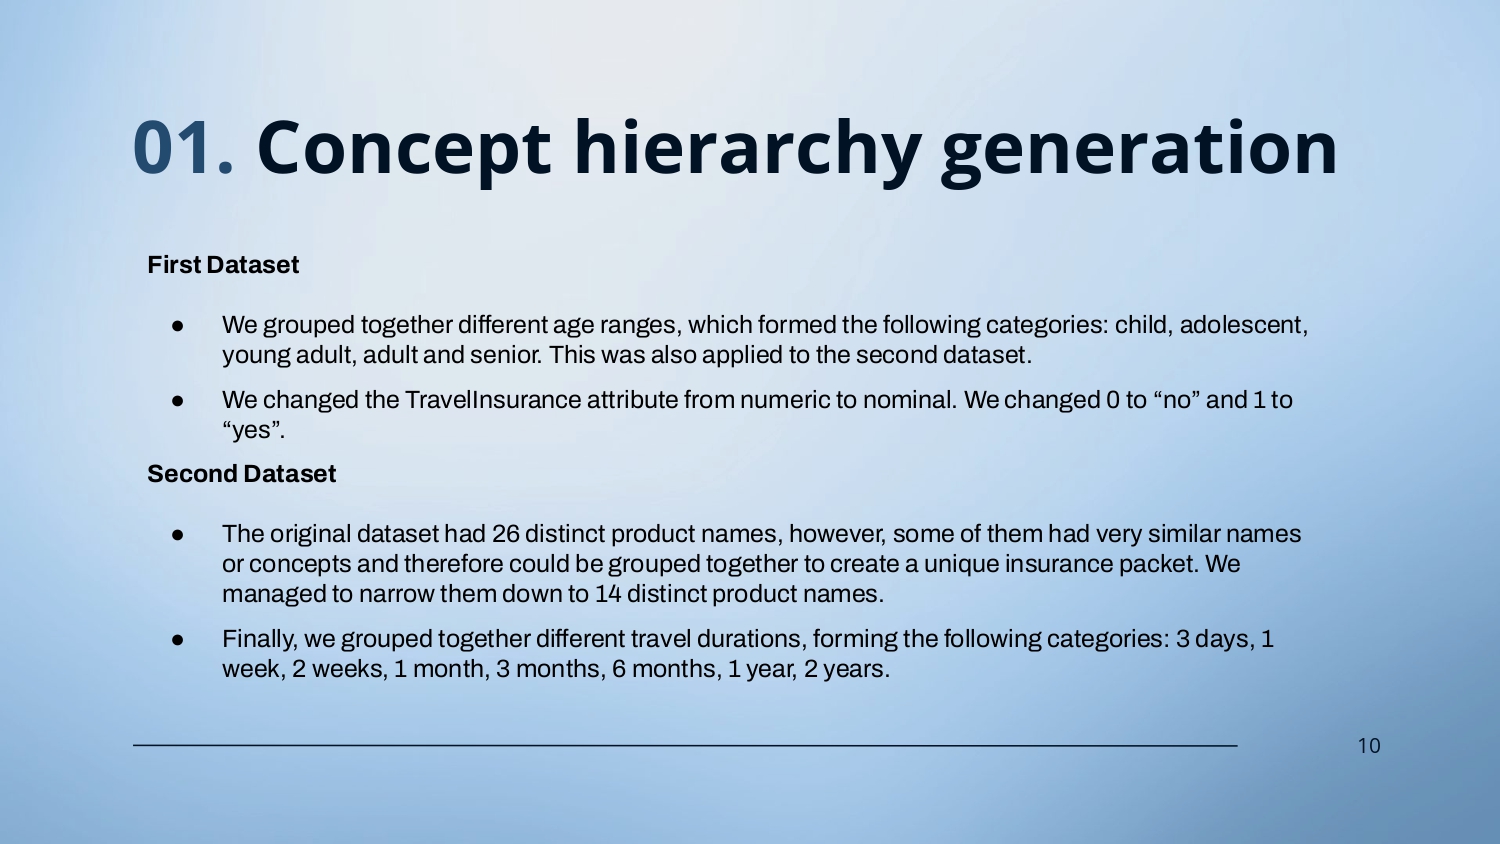 01. Concept hierarchy generation
First Dataset
● We grouped together different age ranges, which formed the following categories: child, adolescent,
young adult, adult and senior. This was also applied to the second dataset.
● We changed the TravelInsurance attribute from numeric to nominal. We changed 0 to “no” and 1 to
“yes”.
Second Dataset
● The original dataset had 26 distinct product names, however, some of them had very similar names
or concepts and therefore could be grouped together to create a unique insurance packet. We
managed to narrow them down to 14 distinct product names.
● Finally, we grouped together different travel durations, forming the following categories: 3 days, 1
week, 2 weeks, 1 month, 3 months, 6 months, 1 year, 2 years.
10